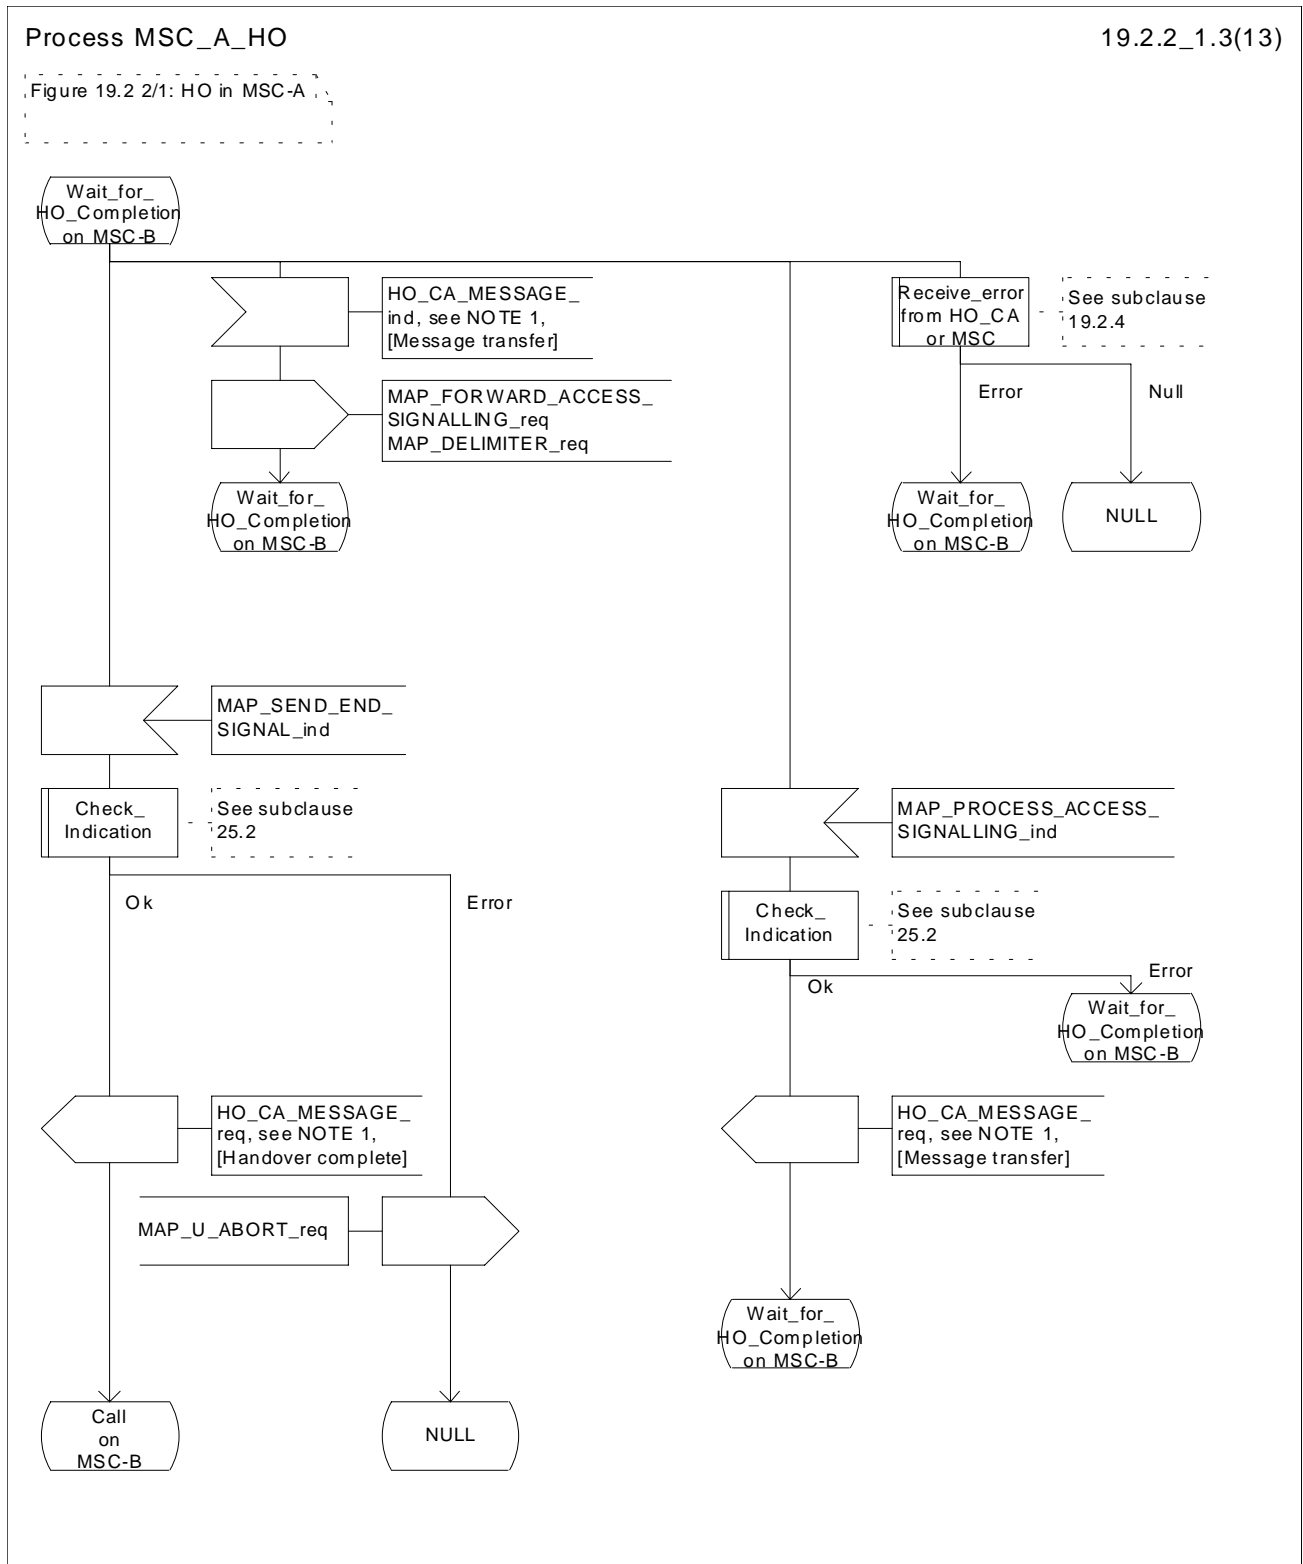 Process MSC_A_HO
19.2.2_1.3(13)
Figure 19.2 2/1: HO in MSC-A
Wait_for_
HO_Completion
on MSC-B
HO_CA_MESSAGE_
ind, see NOTE 1,
[Message transfer]
Receive_error
from HO_CA
or MSC
See subclause
19.2.4
MAP_FORWARD_ACCESS_
SIGNALLING_req
MAP_DELIMITER_req
Error
Null
Wait_for_
HO_Completion
on MSC-B
Wait_for_
HO_Completion
on MSC-B
NULL
MAP_SEND_END_
SIGNAL_ind
Check_
Indication
See subclause
25.2
MAP_PROCESS_ACCESS_
SIGNALLING_ind
Ok
Error
Check_
Indication
See subclause
25.2
Ok
Error
Wait_for_
HO_Completion
on MSC-B
HO_CA_MESSAGE_
req, see NOTE 1,
[Handover complete]
HO_CA_MESSAGE_
req, see NOTE 1,
[Message transfer]
MAP_U_ABORT_req
Wait_for_
HO_Completion
on MSC-B
Call
on
MSC-B
NULL